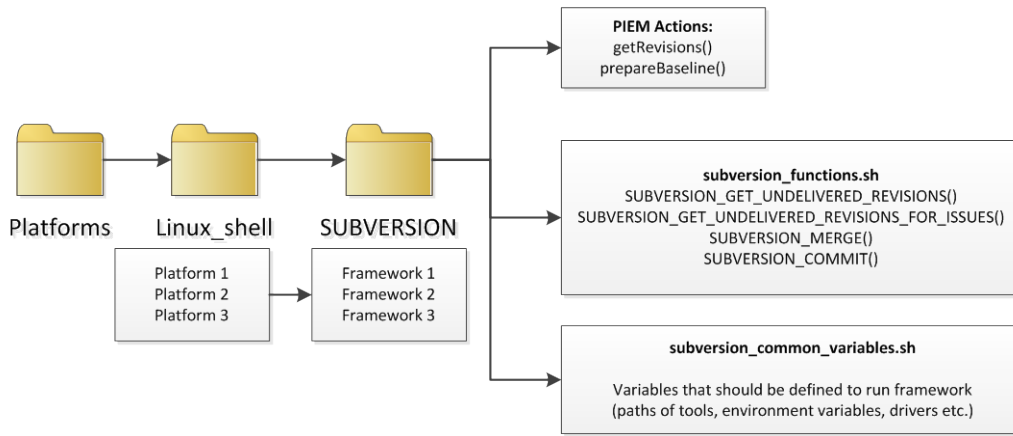 PIEM Actions:
getRevisions()
prepareBaseline()
Platforms
Linux_shell
SUBVERSION
Platform 1
Platform 2
Platform 3
Framework 1
Framework 2
Framework 3
subversion_functions.sh
SUBVERSION_GET_UNDELIVERED_REVISIONS()
SUBVERSION_GET_UNDELIVERED_REVISIONS_FOR_ISSUES()
SUBVERSION_MERGE()
SUBVERSION_COMMIT()
subversion_common_variables.sh
Variables that should be defined to run framework
(paths of tools, environment variables, drivers etc.)